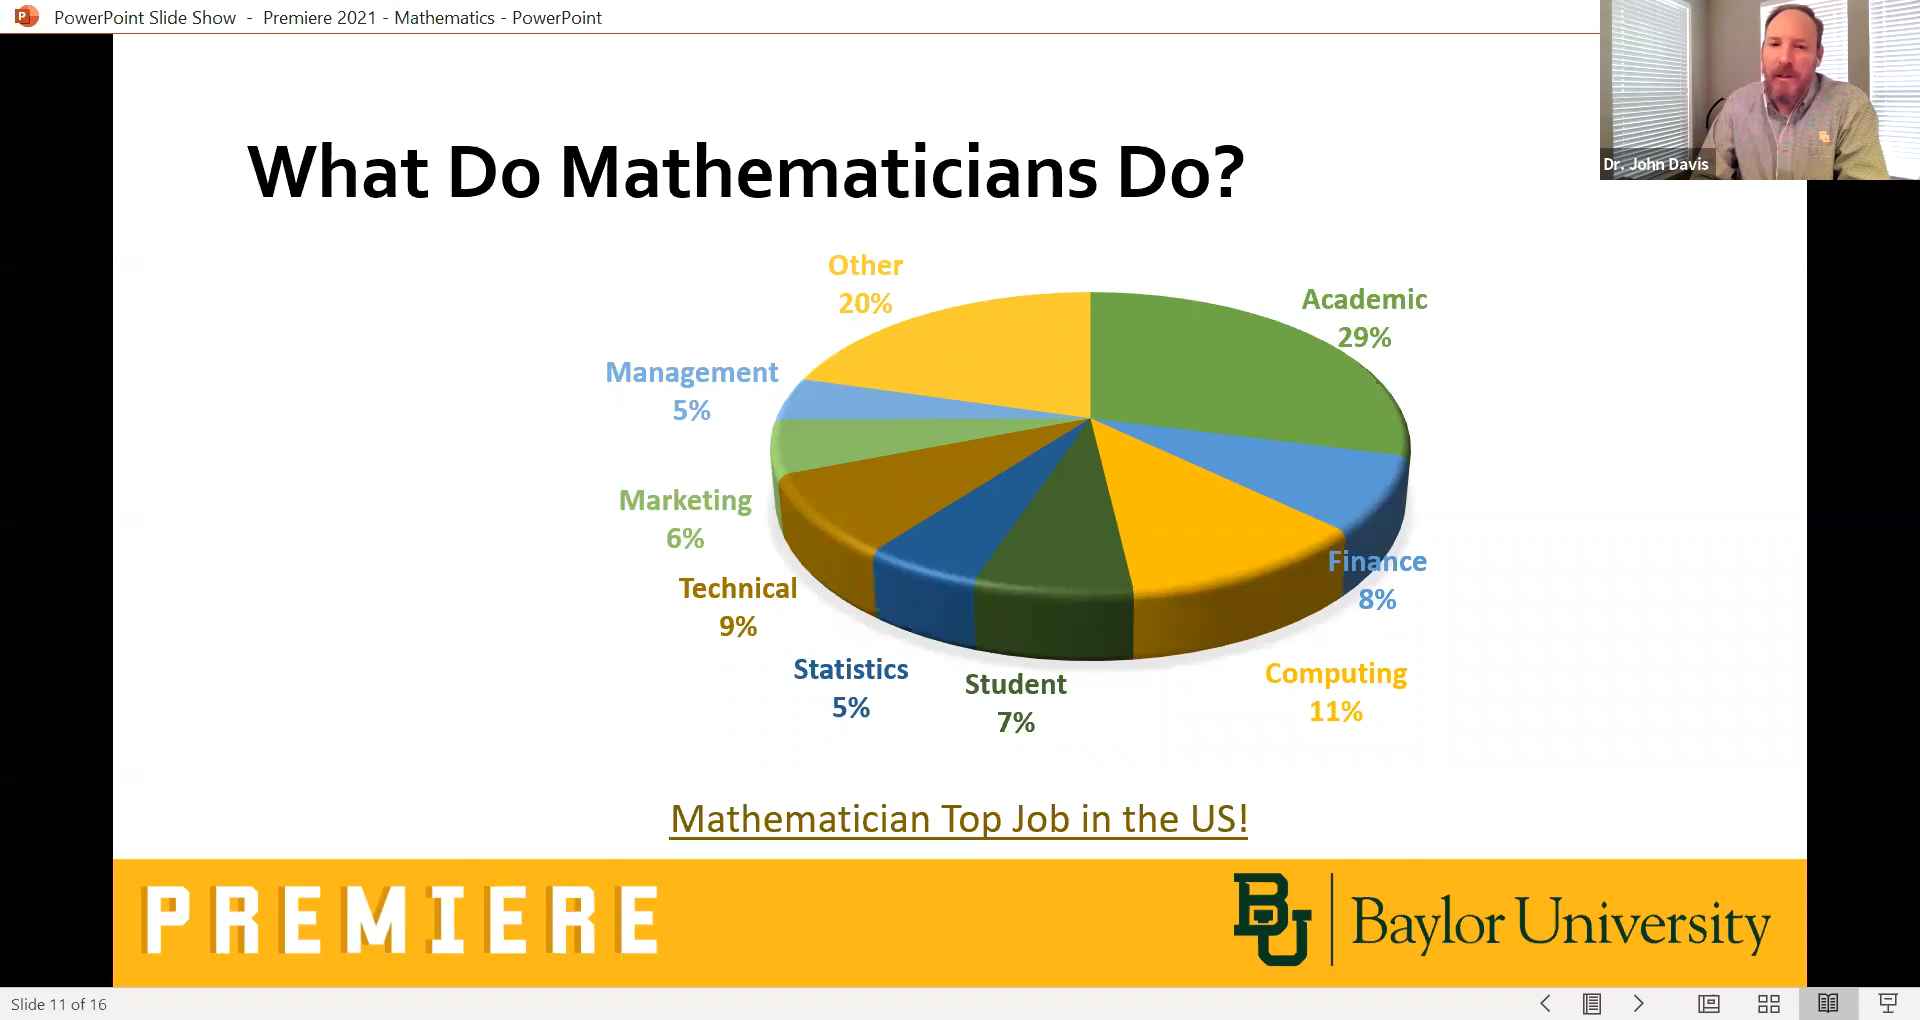 PowerPoint Slide Show - Premiere 2021 - Mathematics - PowerPoint
Dr. John Davis
What Do Mathematicians Do?
Other
20%
Academic
29%
Management
5%
Marketing
6%
Finance
8%
Technical
9%
Statistics
5%
Student
7%
Computing
11%
Mathematician Top Job in the US!
PREMIERE
BU
Baylor University
Slide 11 of 16